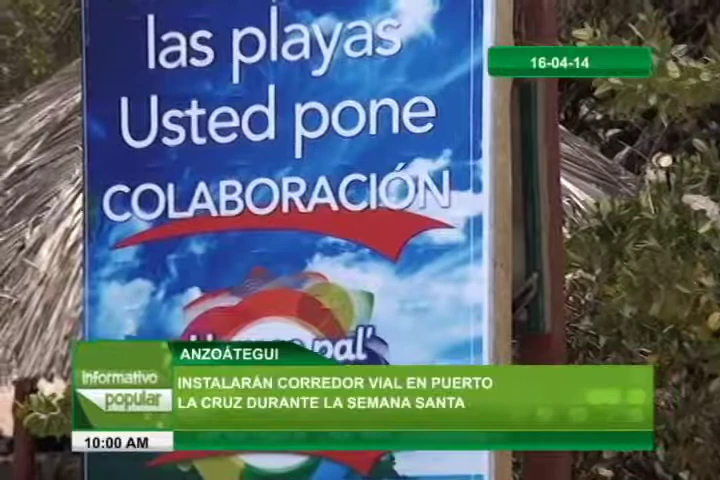 las playas
Usted pone
COLABORACIÓN
16-04-14
pal'
ANZOÁTEGUI
informativo
popular
INSTALARÁN CORREDOR VIAL EN PUERTO
LA CRUZ DURANTE LA SEMANA SANTA
10:00 AM